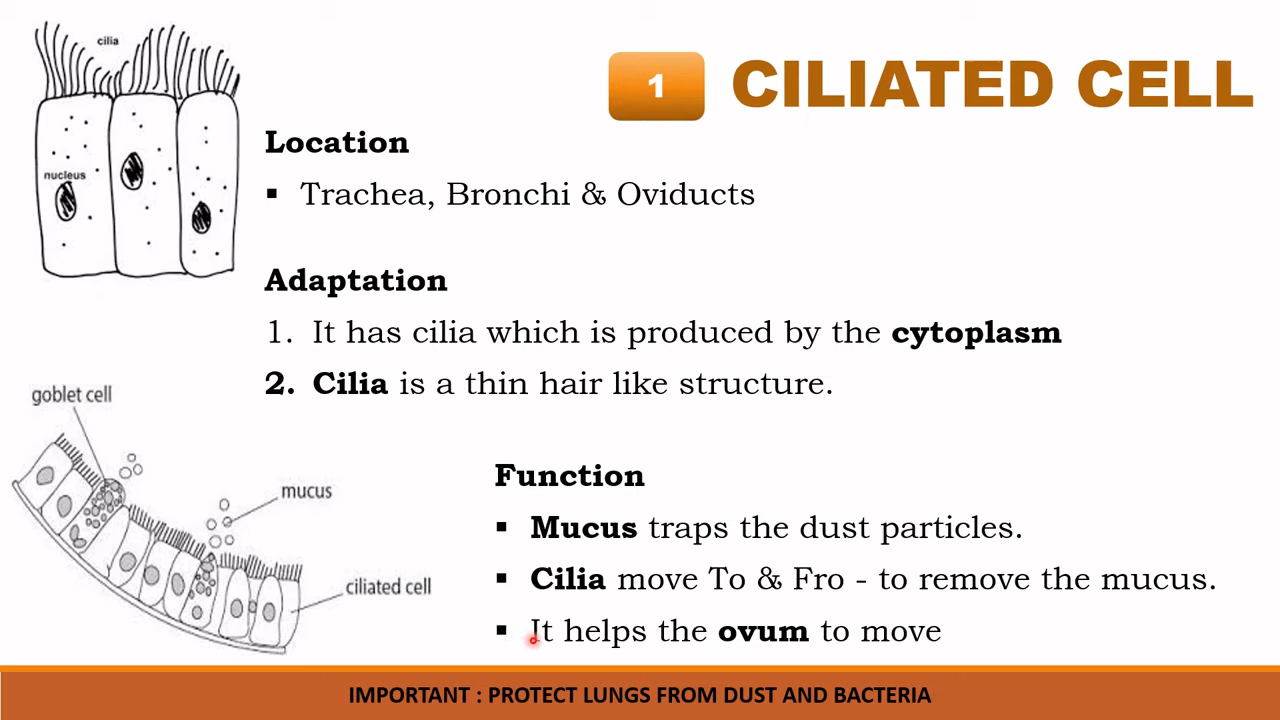 cilia
nucleus
1 CILIATED CELL
Location
▪ Trachea, Bronchi & Oviducts
Adaptation
1. It has cilia which is produced by the cytoplasm
2. Cilia is a thin hair like structure.
goblet cell
mucus
ciliated cell
Function
▪ Mucus traps the dust particles.
▪ Cilia move To & Fro - to remove the mucus.
▪ It helps the ovum to move
IMPORTANT : PROTECT LUNGS FROM DUST AND BACTERIA